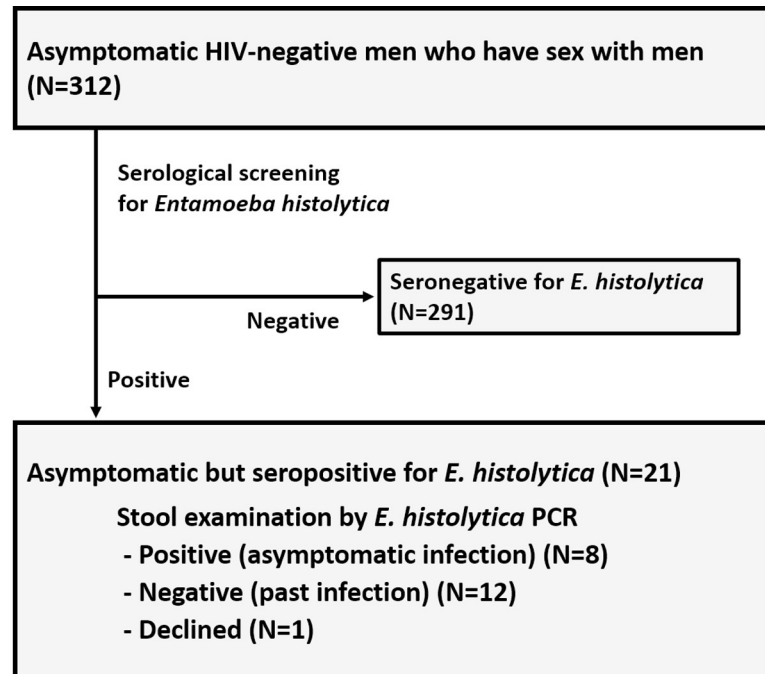 Asymptomatic HIV-negative men who have sex with men
(N=312)
Serological screening
for Entamoeba histolytica
Seronegative for E. histolytica
(N=291)
Negative
Positive
Asymptomatic but seropositive for E. histolytica (N=21)
Stool examination by E. histolytica PCR
- Positive (asymptomatic infection) (N=8)
- Negative (past infection) (N=12)
- Declined (N=1)